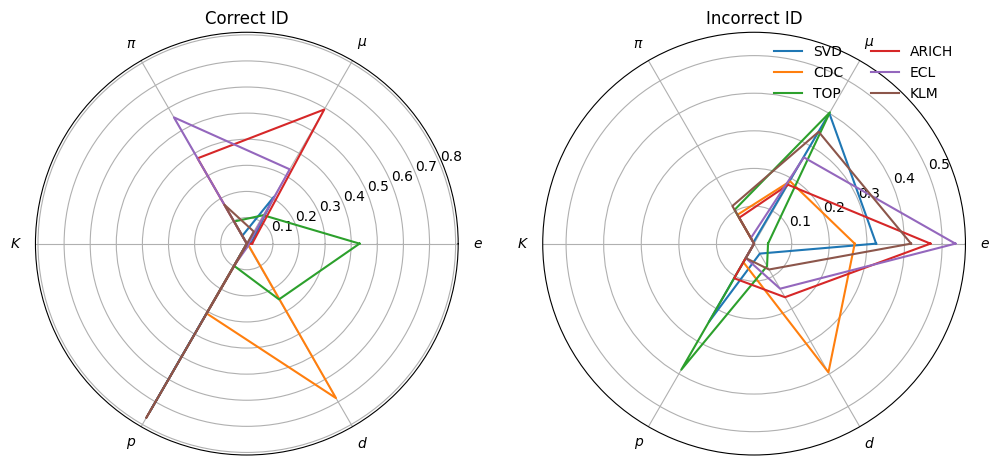 Correct ID
Incorrect ID
π
μ
K
e
p
d
0.1
0.2
0.3
0.4
0.5
0.6
0.7
0.8
π
μ
K
e
p
d
0.1
0.2
0.3
0.4
0.5
SVD
CDC
TOP
ARICH
ECL
KLM